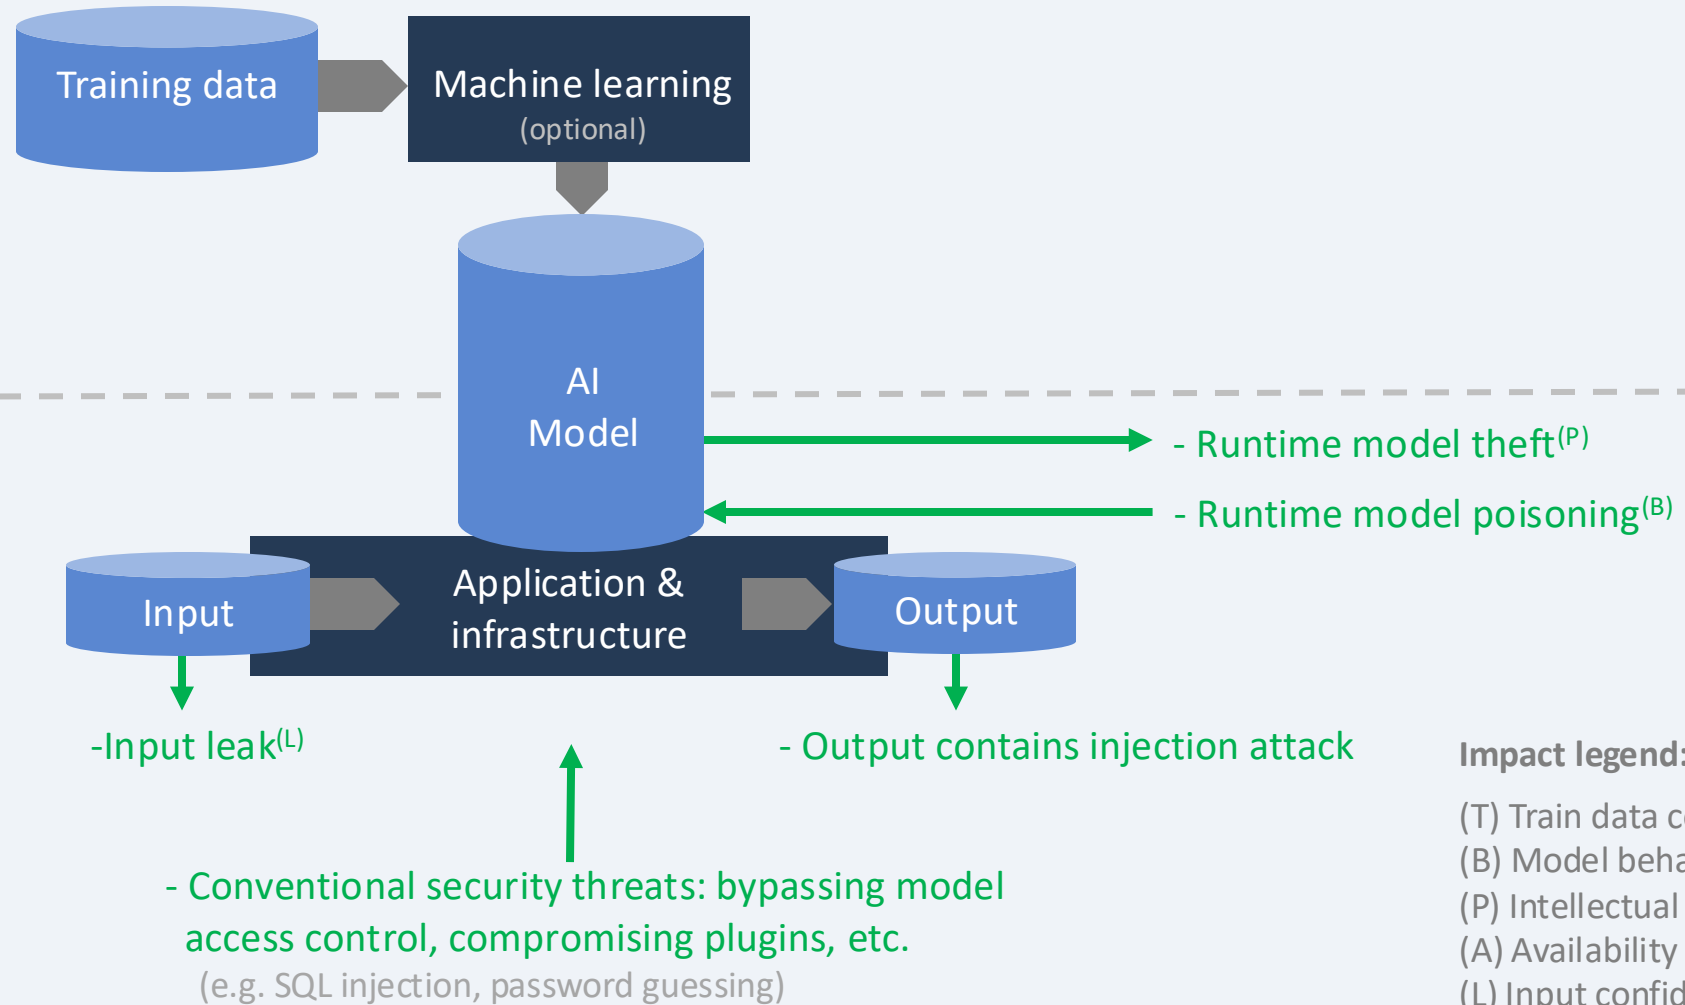 Training data
Machine learning
(optional)
AI
Model
- Runtime model theft(P)
- Runtime model poisoning(B)
Application &
infrastructure
Input
Output
-Input leak(L)
- Output contains injection attack
- Conventional security threats: bypassing model
access control, compromising plugins, etc.
(e.g. SQL injection, password guessing)
Impact legend:
(T) Train data
(B) Model
(P) Intellectual
(A) Availability
(L) Input